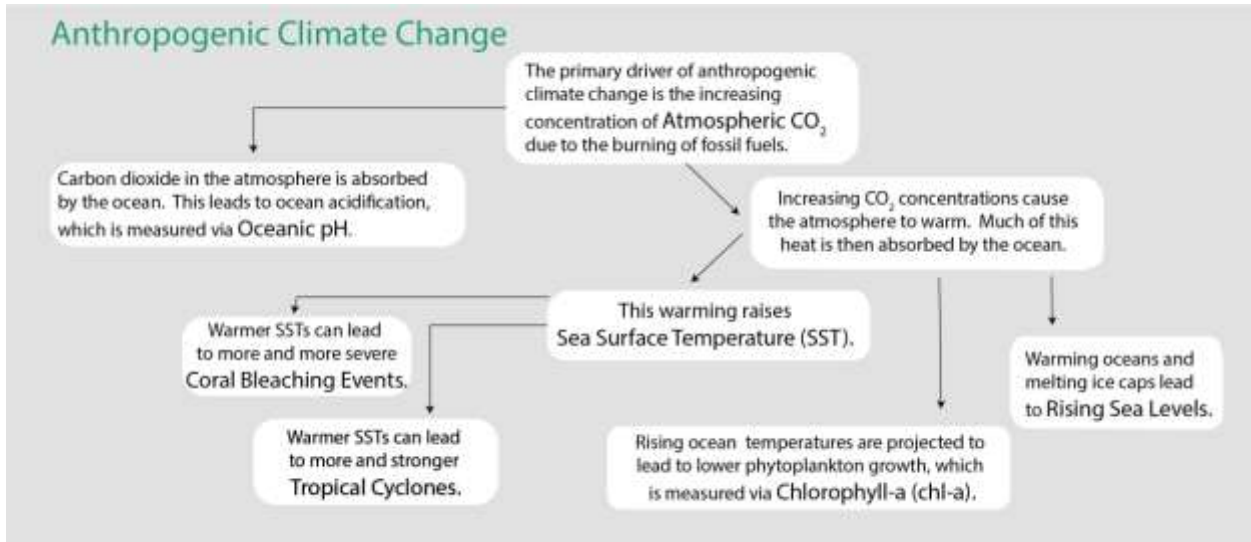 Anthropogenic Climate Change
The primary driver of anthropogenic
climate change is the increasing
concentration of Atmospheric CO₂
due to the burning of fossil fuels.
Carbon dioxide in the atmosphere is absorbed
by the ocean.  This leads to ocean acidification,
which is measured via Oceanic pH.
Increasing CO₂ concentrations cause
the atmosphere to warm.  Much of this
heat is then absorbed by the ocean.
This warming raises
Sea Surface Temperature (SST).
Warmer SSTs can lead
to more and more severe
Coral Bleaching Events.
Warming oceans and
melting ice caps lead
to Rising Sea Levels.
Warmer SSTs can lead
to more and stronger
Tropical Cyclones.
Rising ocean  temperatures are projected to
lead to lower phytoplankton growth, which
is measured via Chlorophyll-a (chl-a).